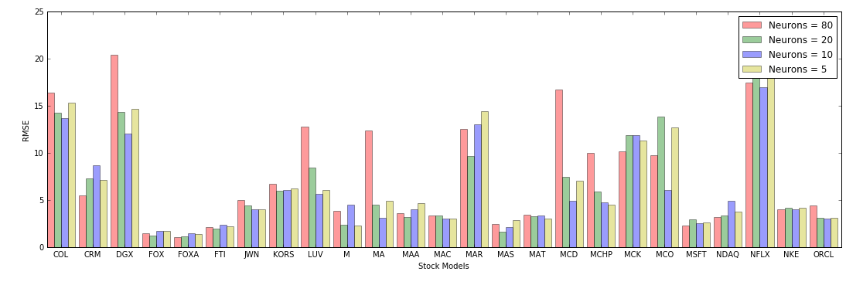 25
20
15
10
5
0
RMSE
Neurons = 80
Neurons = 20
Neurons = 10
Neurons = 5
COL CRM DGX FOX FOXA FTI JWN KORS LUV M MA MAA MAC MAR MAS MAT MCD MCHP MCK MCO MSFT NDAQ NFLX NKE ORCL
Stock Models